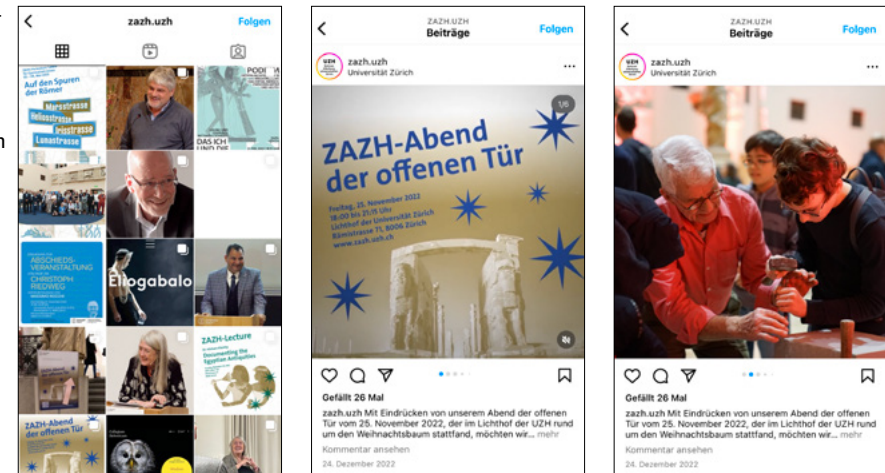 zazh.uzh
Folgen
Auf den Spuren
der Römer
Marsstrasse
Heliosstrasse
Irisstrasse
Lunastrasse
DAS ICH
UND DIE
ABSCHIEDS-
VERANSTALTUNG
CHRISTOPH
RIEDWEG
Eliogabalo
ZAZH-Lecture
Documenting the
Egyptian Antiquities
ZAZH-Abend
der offenen Tür
ZAZH.UZH
Beiträge
Folgen
zazh.uzh
Universität Zürich
1/6
ZAZH-Abend
der offenen Tür
Freitag, 25. November 2022
18:00 bis 21:15 Uhr
Lichthof der Universität Zürich
Rämistrasse 71, 8006 Zürich
www.zazh.uzh.ch
Gefällt 26 Mal
zazh.uzh Mit Eindrücken von unserem Abend der offenen
Tür vom 25. November 2022, der im Lichthof der UZH rund
um den Weihnachtsbaum stattfand, möchten wir... mehr
Kommentar ansehen
24. Dezember 2022
ZAZH.UZH
Beiträge
Folgen
zazh.uzh
Universität Zürich
Gefällt 26 Mal
zazh.uzh Mit Eindrücken von unserem Abend der offenen
Tür vom 25. November 2022, der im Lichthof der UZH rund
um den Weihnachtsbaum stattfand, möchten wir... mehr
Kommentar ansehen
24. Dezember 2022